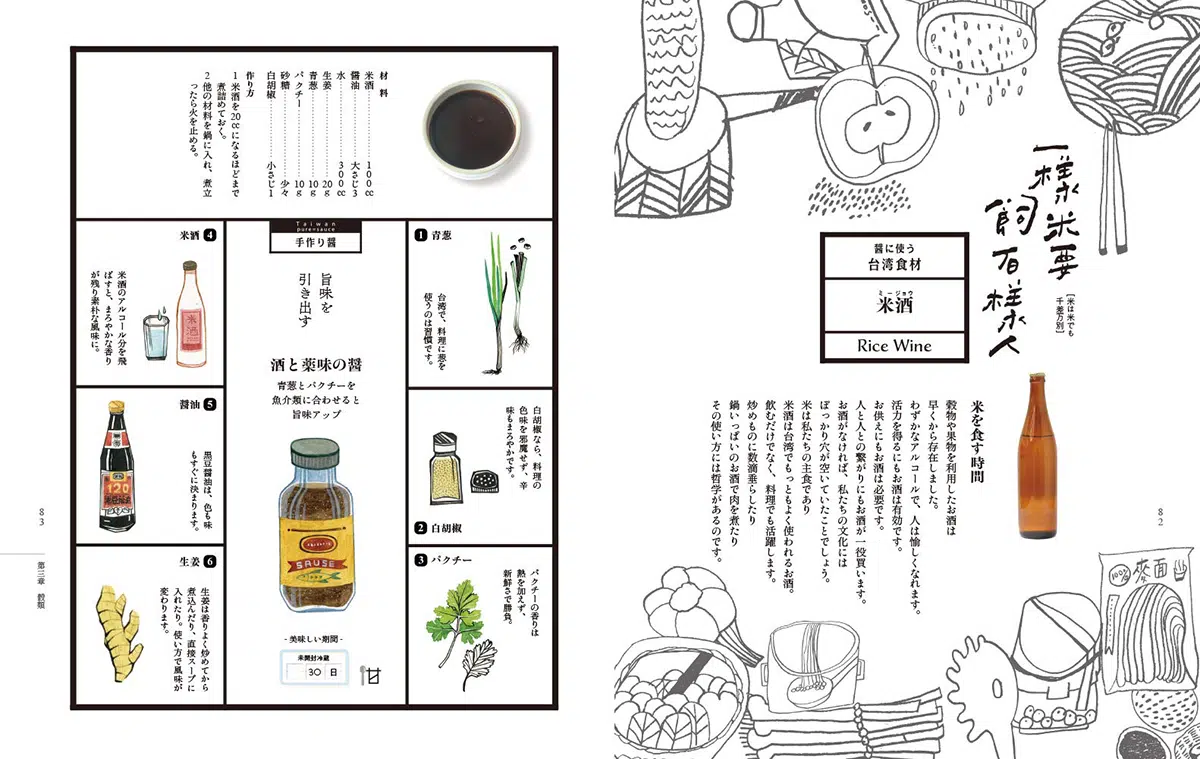 一様米要
飼百様人
[米は米でも
千差万別]
醤に使う
台湾食材
ミージョウ
米酒
Rice Wine
米を食す時間
穀物や果物を利用したお酒は
早くから存在しました。
わずかなアルコールで、人は愉しくなれます。
活力を得るにもお酒は有効です。
お供えにもお酒は必要です。
人と人との繋がりにもお酒が一役買います。
お酒がなければ、私たちの文化には
ぽっかり穴が空いていたことでしょう。
米は私たちの主食であり
米酒は台湾でもっともよく使われるお酒。
飲むだけでなく、料理でも活躍します。
炒めものに数滴垂らしたり
鍋いっぱいのお酒で肉を煮たり
その使い方には哲学があるのです。
82
100%
麥面
材料
米酒 100cc
醤油 大さじ3
水 300cc
生姜 20g
青葱 10g
パクチー 10g
砂糖 少々
白胡椒 小さじ1
作り方
1 米酒を20ccになるほどまで
煮詰めておく。
2 他の材料を鍋に入れ、煮立
ったら火を止める。
1 青葱
台湾で、料理に葱を
使うのは習慣です。
白胡椒なら、料理の
色味を邪魔せず、辛
味もまろやかです。
2 白胡椒
3 パクチー
パクチーの香りは
熱を加えず、
新鮮さで勝負。
Taiwan
pure+sauce
手作り醤
旨味を
引き出す
酒と薬味の醤
青葱とパクチーを
魚介類に合わせると
旨味アップ
SAUSE
- 美味しい期間 -
未開封冷蔵
30 日
甘
米酒 4
米酒のアルコール分を飛
ばすと、まろやかな香り
が残り素朴な風味に。
米酒
醤油 5
黒豆醤油は、色も味
もすぐに決まります。
120
生姜 6
生姜は香りよく炒めてから
煮込んだり、直接スープに
入れたり。使い方で風味が
変わります。
83
第三章 穀類